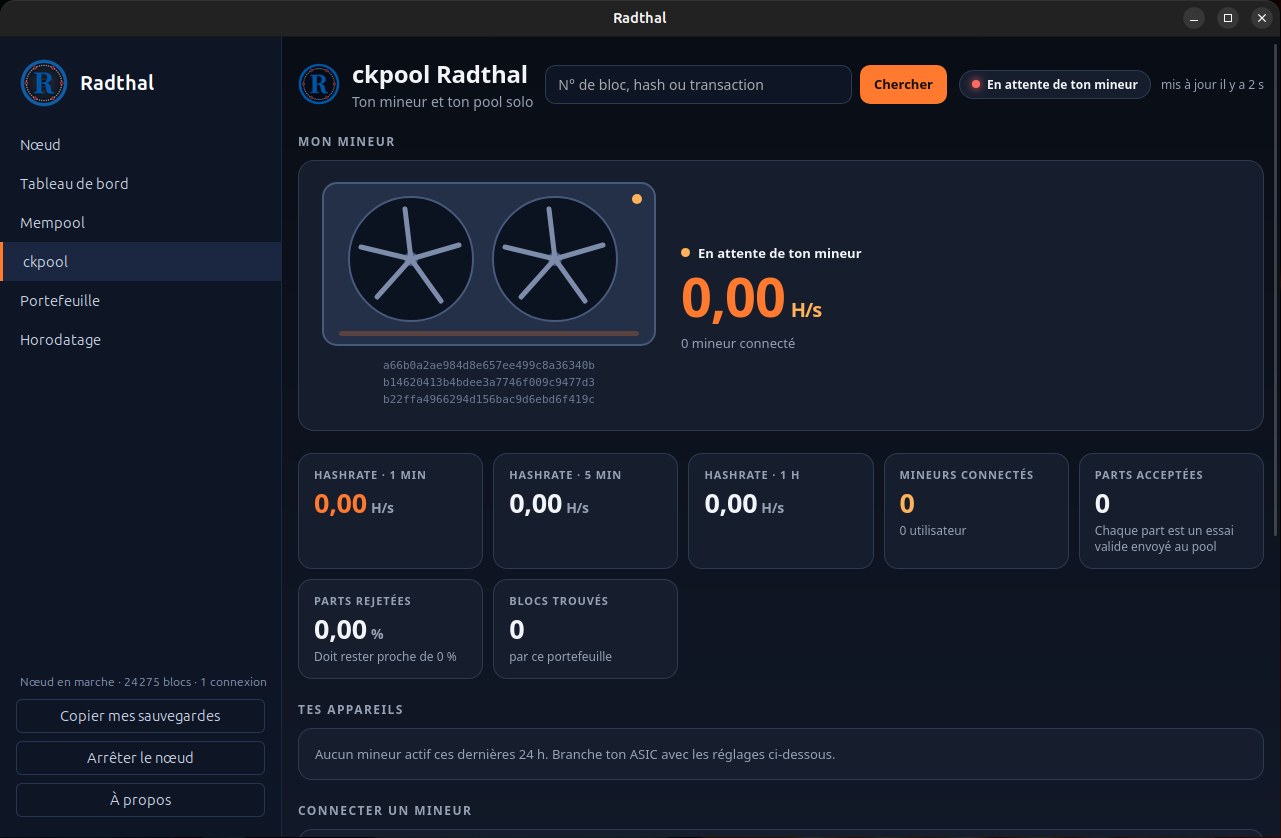 Radthal
R
Radthal
Nœud
Tableau de bord
Mempool
ckpool
Portefeuille
Horodatage
Nœud en marche · 24 275 blocs · 1 connexion
Copier mes sauvegardes
Arrêter le nœud
À propos
R
ckpool Radthal
Ton mineur et ton pool solo
N° de bloc, hash ou transaction
Chercher
En attente de ton mineur
mis à jour il y a 2 s
MON MINEUR
a66b0a2ae984d8e657ee499c8a36340b
b14620413b4bdee3a7746f009c9477d3
b22ffa4966294d156bac9d6ebd6f419c
En attente de ton mineur
0,00 H/s
0 mineur connecté
HASHRATE · 1 MIN
0,00 H/s
HASHRATE · 5 MIN
0,00 H/s
HASHRATE · 1 H
0,00 H/s
MINEURS CONNECTÉS
0
0 utilisateur
PARTS ACCEPTÉES
0
Chaque part est un essai
valide envoyé au pool
PARTS REJETÉES
0,00 %
Doit rester proche de 0 %
BLOCS TROUVÉS
0
par ce portefeuille
TES APPAREILS
Aucun mineur actif ces dernières 24 h. Branche ton ASIC avec les réglages ci-dessous.
CONNECTER UN MINEUR